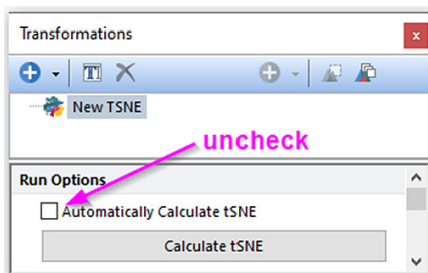 Transformations
New TSNE
uncheck
Run Options
Automatically Calculate tSNE
Calculate tSNE